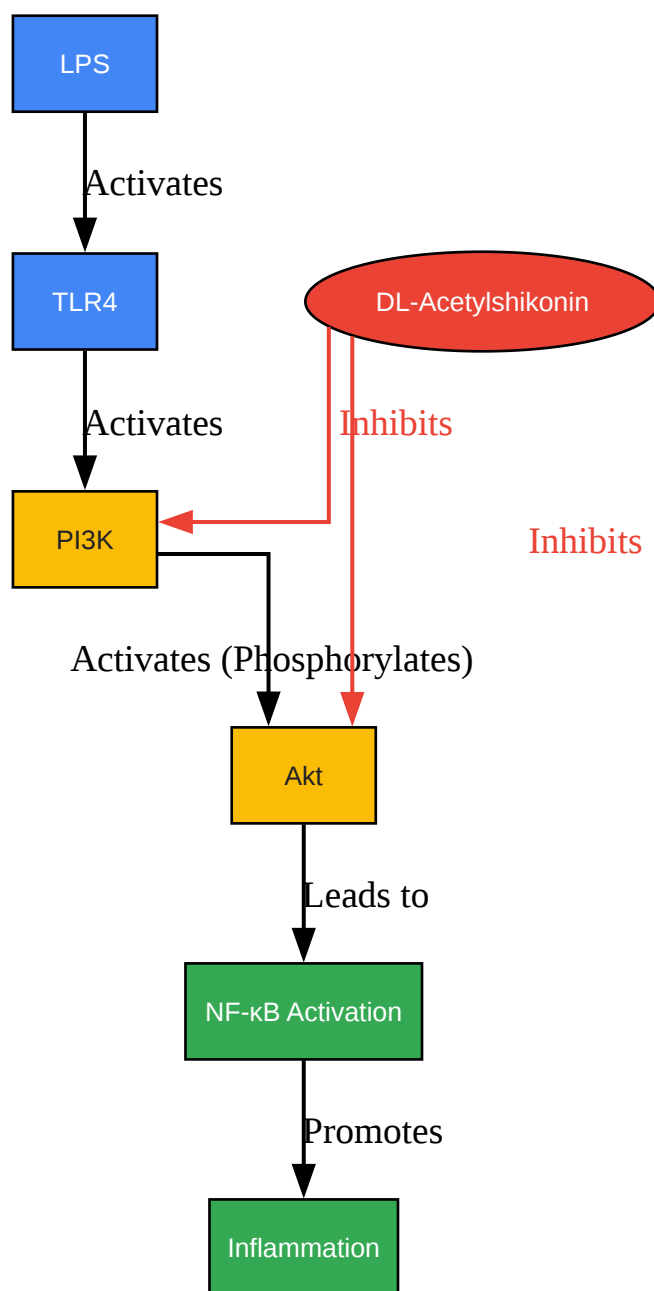 LPS
Activates
TLR4
DL-Acetylshikonin
Activates
Inhibits
PI3K
Inhibits
Activates (Phosphorylates)
Akt
Leads to
NF-κB Activation
Promotes
Inflammation